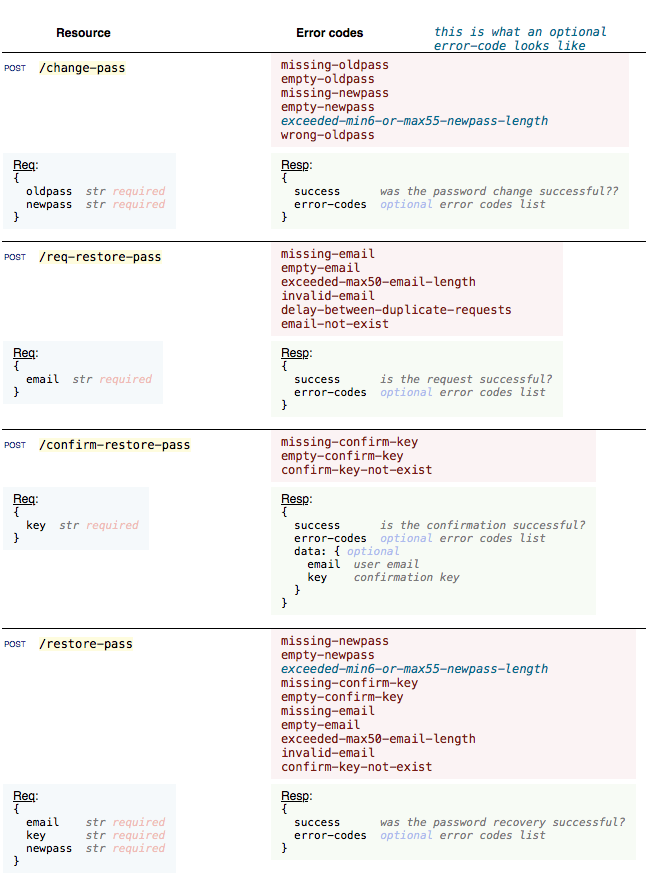 Resource Error codes this is what an optional
error-code looks like
POST /change-pass
missing-oldpass
empty-oldpass
missing-newpass
empty-newpass
exceeded-min6-or-max55-newpass-length
wrong-oldpass
Req:
{
oldpass str required
newpass str required
}
Resp:
{
success was the password change successful??
error-codes optional error codes list
}
POST /req-restore-pass
missing-email
empty-email
exceeded-max50-email-length
invalid-email
delay-between-duplicate-requests
email-not-exist
Req:
{
email str required
}
Resp:
{
success is the request successful?
error-codes optional error codes list
}
POST /confirm-restore-pass
missing-confirm-key
empty-confirm-key
confirm-key-not-exist
Req:
{
key str required
}
Resp:
{
success is the confirmation successful?
error-codes optional error codes list
data: { optional
email user email
key confirmation key
}
}
POST /restore-pass
missing-newpass
empty-newpass
exceeded-min6-or-max55-newpass-length
missing-confirm-key
empty-confirm-key
missing-email
empty-email
exceeded-max50-email-length
invalid-email
confirm-key-not-exist
Req:
{
email str required
key str required
newpass str required
}
Resp:
{
success was the password recovery successful?
error-codes optional error codes list
}